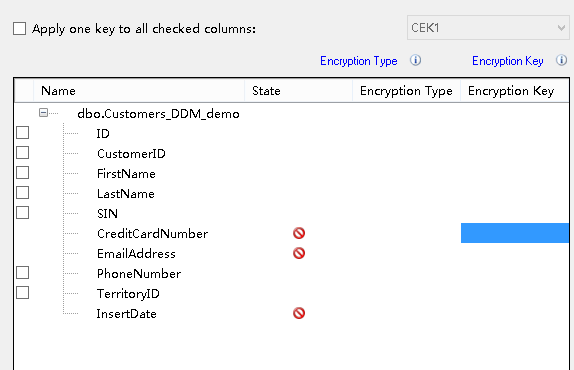 Apply one key to all checked columns: CEK1
Encryption Type Encryption Key
Name State Encryption Type Encryption Key
dbo.Customers_DDM_demo
ID
CustomerID
FirstName
LastName
SIN
CreditCardNumber
EmailAddress
PhoneNumber
TerritoryID
InsertDate